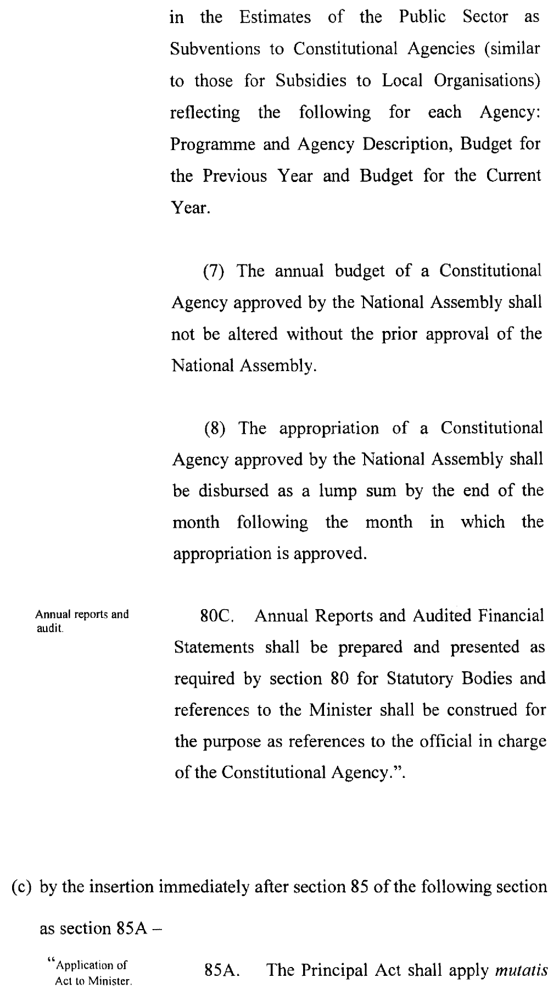 in the Estimates of the Public Sector as
Subventions to Constitutional Agencies (similar
to those for Subsidies to Local Organisations)
reflecting the following for each Agency:
Programme and Agency Description, Budget for
the Previous Year and Budget for the Current
Year.
(7) The annual budget of a Constitutional
Agency approved by the National Assembly shall
not be altered without the prior approval of the
National Assembly.
(8) The appropriation of a Constitutional
Agency approved by the National Assembly shall
be disbursed as a lump sum by the end of the
month following the month in which the
appropriation is approved.
Annual reports and
audit.
80C. Annual Reports and Audited Financial
Statements shall be prepared and presented as
required by section 80 for Statutory Bodies and
references to the Minister shall be construed for
the purpose as references to the official in charge
of the Constitutional Agency.”.
(c) by the insertion immediately after section 85 of the following section
as section 85A –
“Application of
Act to Minister.
85A. The Principal Act shall apply mutatis